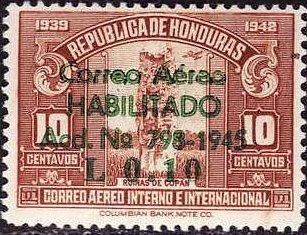 1939 1942
REPUBLICA DE HONDURAS
Correo Aéreo
HABILITADO
Acd. No 798-1945
L 0.10
10 10
CENTAVOS CENTAVOS
RUINAS DE COPAN
CORREO AEREO INTERNO E INTERNACIONAL
COLUMBIAN BANK NOTE CO.